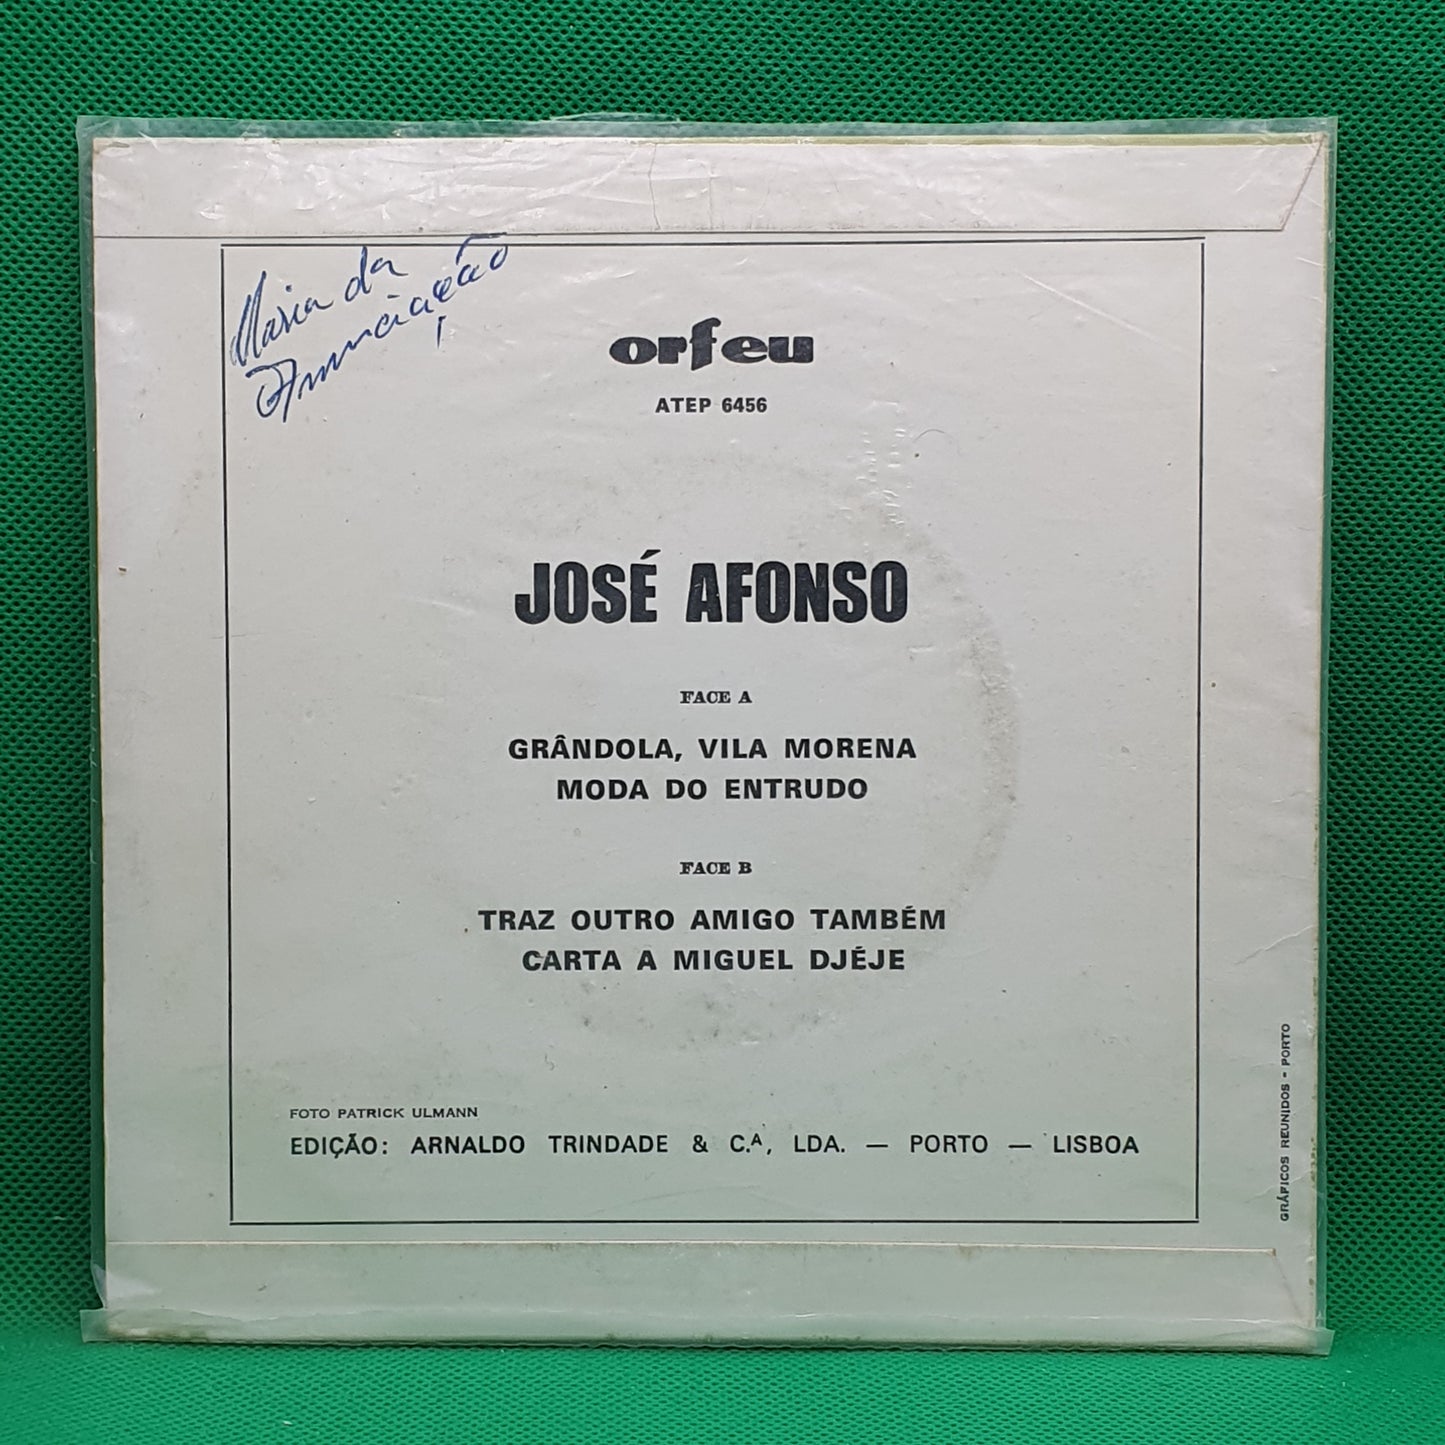 Maria da
Anunciação
orfeu
ATEP 6456
JOSÉ AFONSO
FACE A
GRÂNDOLA, VILA MORENA
MODA DO ENTRUDO
FACE B
TRAZ OUTRO AMIGO TAMBÉM
CARTA A MIGUEL DJÉJE
FOTO PATRICK ULMANN
EDIÇÃO: ARNALDO TRINDADE & C.ª, LDA. — PORTO — LISBOA
GRÁFICOS REUNIDOS - PORTO